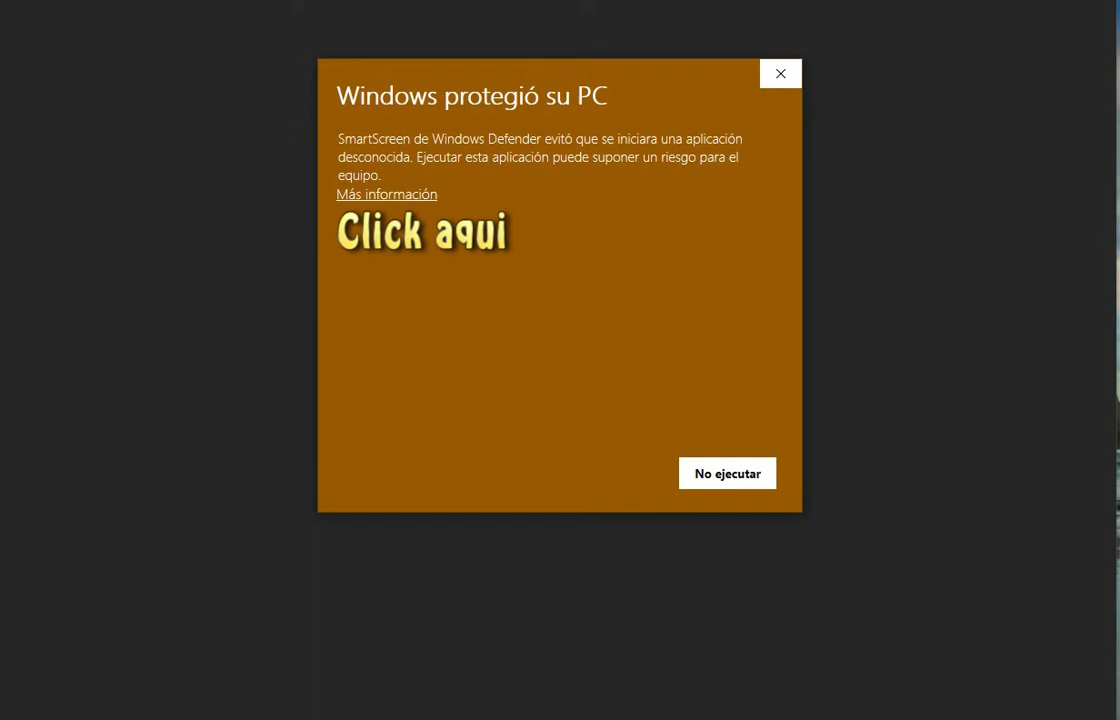 Windows protegió su PC
SmartScreen de Windows Defender evitó que se iniciara una aplicación
desconocida. Ejecutar esta aplicación puede suponer un riesgo para el
equipo.
Más información
Click aqui
No ejecutar